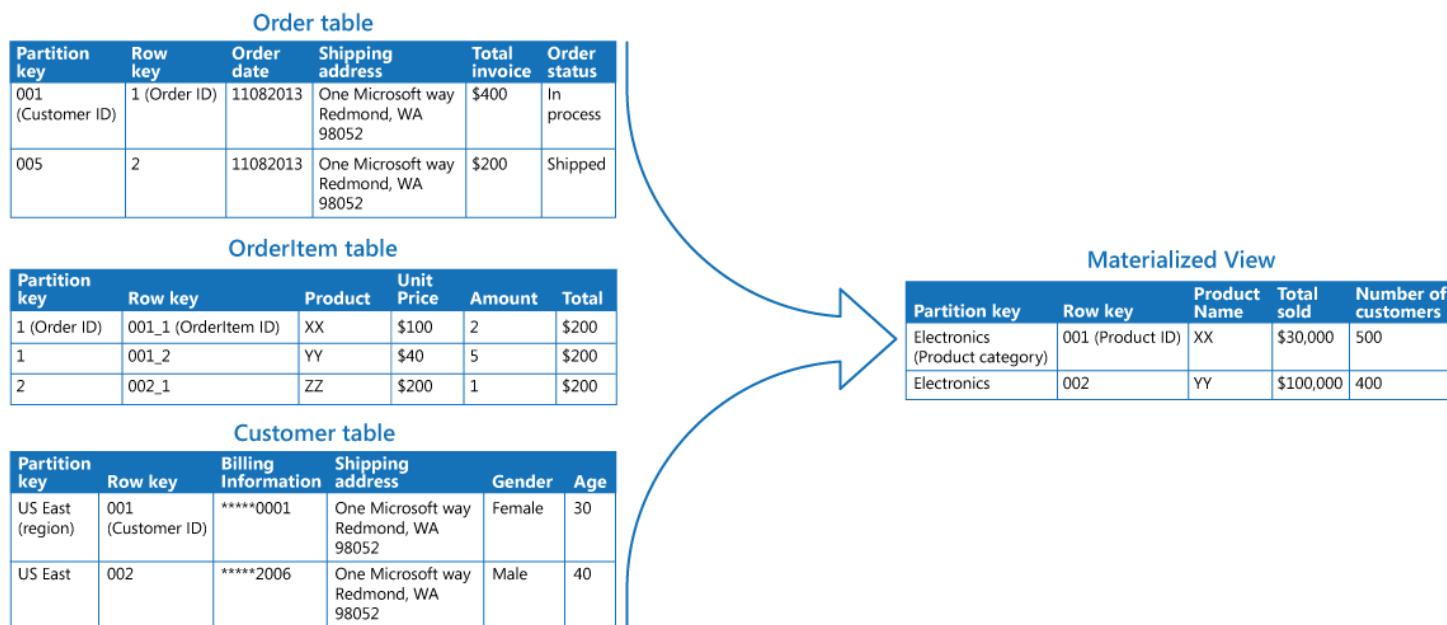 Order table
Partition key Row key Order date Shipping address Total invoice Order status
001 (Customer ID) 1 (Order ID) 11082013 One Microsoft way Redmond, WA 98052 $400 In process
005 2 11082013 One Microsoft way Redmond, WA 98052 $200 Shipped
OrderItem table
Partition key Row key Product Unit Price Amount Total
1 (Order ID) 001_1 (OrderItem ID) XX $100 2 $200
1 001_2 YY $40 5 $200
2 002_1 ZZ $200 1 $200
Customer table
Partition key Row key Billing Information Shipping address Gender Age
US East (region) 001 (Customer ID) *****0001 One Microsoft way Redmond, WA 98052 Female 30
US East 002 *****2006 One Microsoft way Redmond, WA 98052 Male 40
Materialized View
Partition key Row key Product Name Total sold Number of customers
Electronics (Product category) 001 (Product ID) XX $30,000 500
Electronics 002 YY $100,000 400